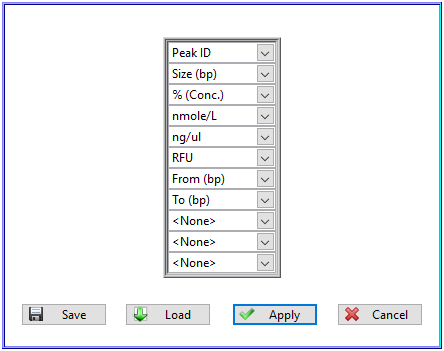 Peak ID
Size (bp)
% (Conc.)
nmole/L
ng/ul
RFU
From (bp)
To (bp)
<None>
<None>
<None>
Save Load Apply Cancel